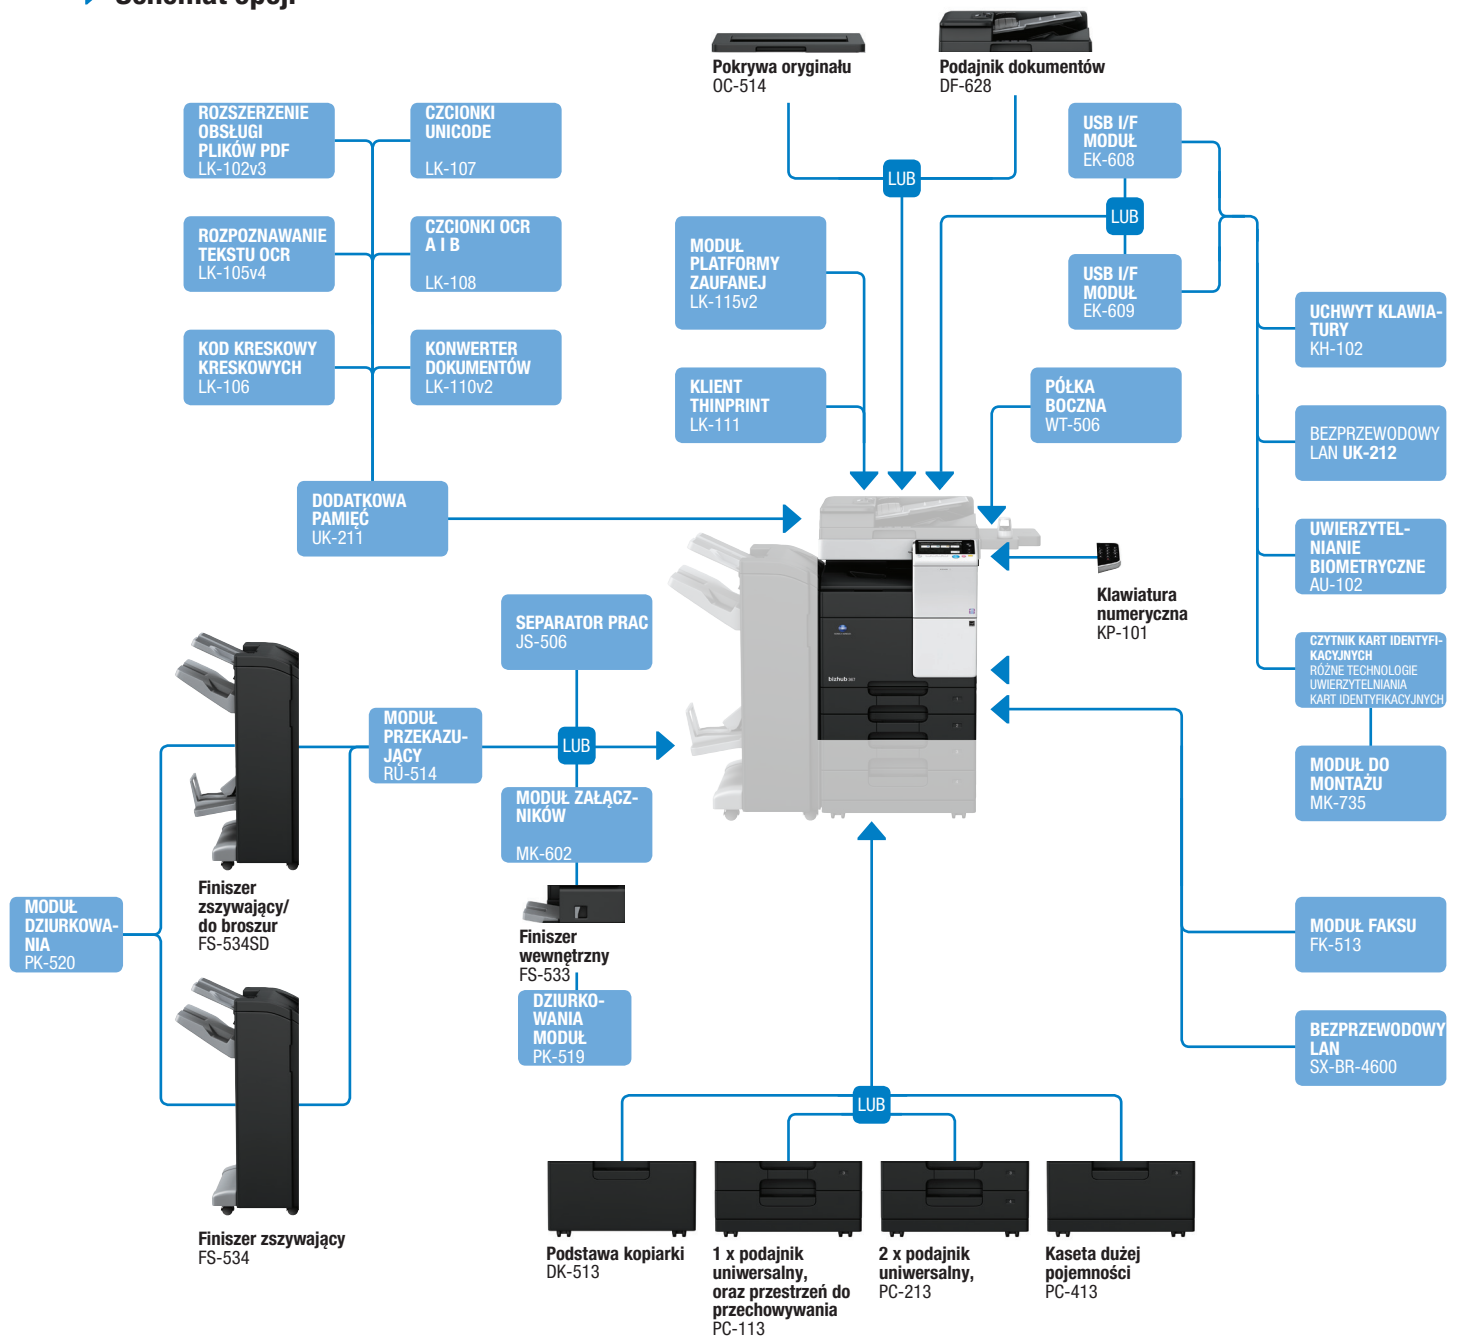 Schemat opcji
Pokrywa oryginału
OC-514
Podajnik dokumentów
DF-628
ROZSZERZENIE
OBSŁUGI
PLIKÓW PDF
LK-102v3
CZCIONKI
UNICODE
LK-107
USB I/F
MODUŁ
EK-608
LUB
LUB
ROZPOZNAWANIE
TEKSTU OCR
LK-105v4
CZCIONKI OCR
A I B
LK-108
MODUŁ
PLATFORMY
ZAUFANEJ
LK-115v2
USB I/F
MODUŁ
EK-609
UCHWYT KLAWIA-
TURY
KH-102
KOD KRESKOWY
KRESKOWYCH
LK-106
KONWERTER
DOKUMENTÓW
LK-110v2
KLIENT
THINPRINT
LK-111
PÓŁKA
BOCZNA
WT-506
BEZPRZEWODOWY
LAN UK-212
DODATKOWA
PAMIĘĆ
UK-211
UWIERZYTEL-
NIANIE
BIOMETRYCZNE
AU-102
Klawiatura
numeryczna
KP-101
SEPARATOR PRAC
JS-506
CZYTNIK KART IDENTYFI-
KACYJNYCH
RÓŻNE TECHNOLOGIE
UWIERZYTELNIANIA
KART IDENTYFIKACYJNYCH
bizhub 367
MODUŁ
PRZEKAZU-
JĄCY
RU-514
LUB
MODUŁ DO
MONTAŻU
MK-735
MODUŁ ZAŁĄCZ-
NIKÓW
MK-602
Finiszer
zszywający/
do broszur
FS-534SD
MODUŁ
DZIURKOWA-
NIA
PK-520
Finiszer
wewnętrzny
FS-533
MODUŁ FAKSU
FK-513
DZIURKO-
WANIA
MODUŁ
PK-519
BEZPRZEWODOWY
LAN
SX-BR-4600
LUB
Finiszer zszywający
FS-534
Podstawa kopiarki
DK-513
1 x podajnik
uniwersalny,
oraz przestrzeń do
przechowywania
PC-113
2 x podajnik
uniwersalny,
PC-213
Kaseta dużej
pojemności
PC-413